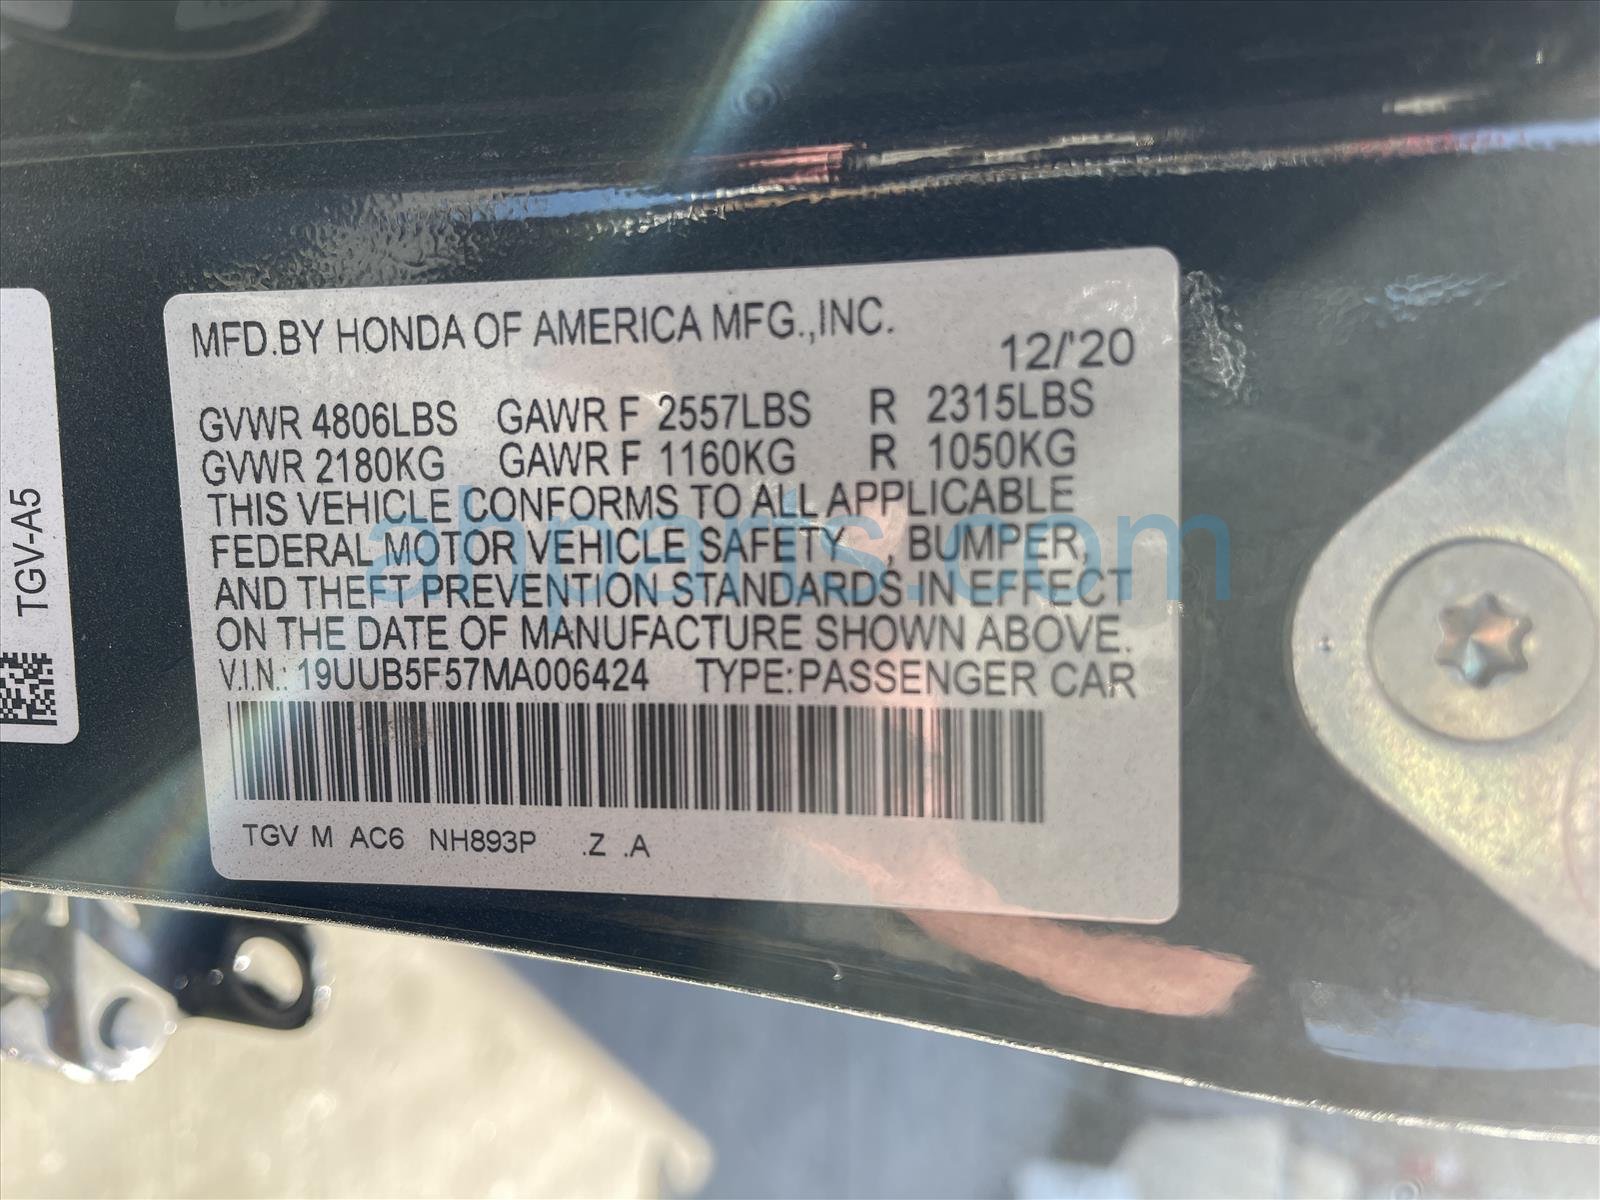 MFD.BY HONDA OF AMERICA MFG.,INC.
12/'20
GVWR 4806LBS GAWR F 2557LBS R 2315LBS
GVWR 2180KG GAWR F 1160KG R 1050KG
THIS VEHICLE CONFORMS TO ALL APPLICABLE
FEDERAL MOTOR VEHICLE SAFETY , BUMPER,
AND THEFT PREVENTION STANDARDS IN EFFECT
ON THE DATE OF MANUFACTURE SHOWN ABOVE.
V.I.N.: 19UUB5F57MA006424 TYPE:PASSENGER CAR
TGV M AC6 NH893P .Z .A
TGV-A5
ahparts.com